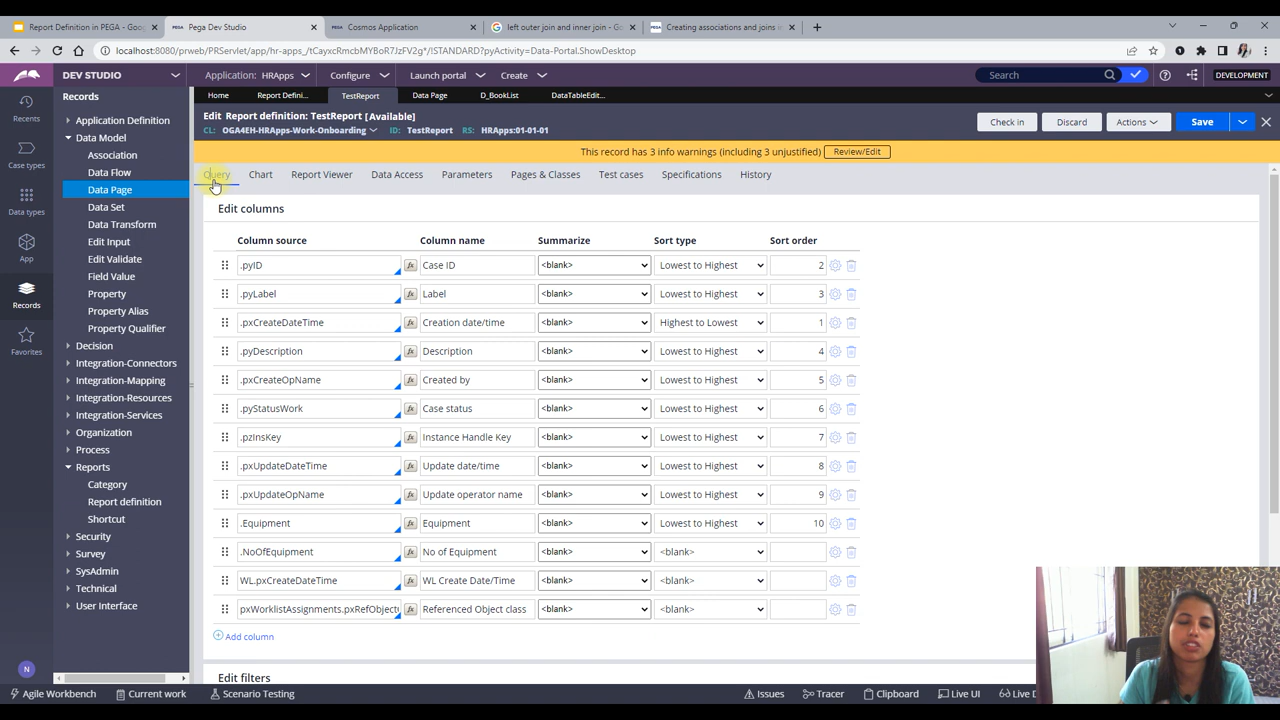 Report Definition in PEGA - Goog
Pega Dev Studio
Cosmos Application
left outer join and inner join - Go
Creating associations and joins in
localhost:8080/prweb/PRServlet/app/hr-apps_/tCayxcRmcbMYBoR7JzFV2g*/!STANDARD?pyActivity=Data-Portal.ShowDesktop
DEV STUDIO
Application: HRApps
Configure
Launch portal
Create
Search
DEVELOPMENT
Recents
Case types
Data types
App
Records
Favorites
N
Records
Application Definition
Data Model
Association
Data Flow
Data Page
Data Set
Data Transform
Edit Input
Edit Validate
Field Value
Property
Property Alias
Property Qualifier
Decision
Integration-Connectors
Integration-Mapping
Integration-Resources
Integration-Services
Organization
Process
Reports
Category
Report definition
Shortcut
Security
Survey
SysAdmin
Technical
User Interface
Home
Report Defini...
TestReport
Data Page
D_BookList
DataTableEdit...
Edit Report definition: TestReport [Available]
CL: OGA4EH-HRApps-Work-Onboarding ID: TestReport RS: HRApps:01-01-01
Check in
Discard
Actions
Save
This record has 3 info warnings (including 3 unjustified) Review/Edit
Query
Chart
Report Viewer
Data Access
Parameters
Pages & Classes
Test cases
Specifications
History
Edit columns
Column source Column name Summarize Sort type Sort order
.pyID Case ID <blank> Lowest to Highest 2
.pyLabel Label <blank> Lowest to Highest 3
.pxCreateDateTime Creation date/time <blank> Highest to Lowest 1
.pyDescription Description <blank> Lowest to Highest 4
.pxCreateOpName Created by <blank> Lowest to Highest 5
.pyStatusWork Case status <blank> Lowest to Highest 6
.pzInsKey Instance Handle Key <blank> Lowest to Highest 7
.pxUpdateDateTime Update date/time <blank> Lowest to Highest 8
.pxUpdateOpName Update operator name <blank> Lowest to Highest 9
.Equipment Equipment <blank> Lowest to Highest 10
.NoOfEquipment No of Equipment <blank> <blank>
WL.pxCreateDateTime WL Create Date/Time <blank> <blank>
pxWorklistAssignments.pxRefObject Referenced Object class <blank> <blank>
Add column
Edit filters
Agile Workbench
Current work
Scenario Testing
Issues
Tracer
Clipboard
Live UI
Live D